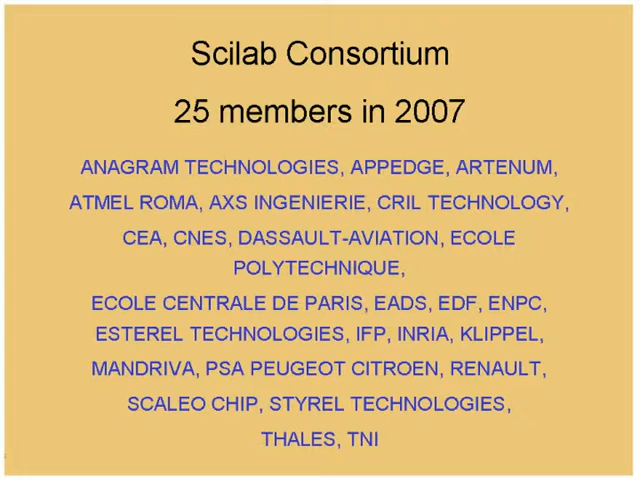 Scilab Consortium
25 members in 2007
ANAGRAM TECHNOLOGIES, APPEDGE, ARTENUM,
ATMEL ROMA, AXS INGENIERIE, CRIL TECHNOLOGY,
CEA, CNES, DASSAULT-AVIATION, ECOLE
POLYTECHNIQUE,
ECOLE CENTRALE DE PARIS, EADS, EDF, ENPC,
ESTEREL TECHNOLOGIES, IFP, INRIA, KLIPPEL,
MANDRIVA, PSA PEUGEOT CITROEN, RENAULT,
SCALEO CHIP, STYREL TECHNOLOGIES,
THALES, TNI